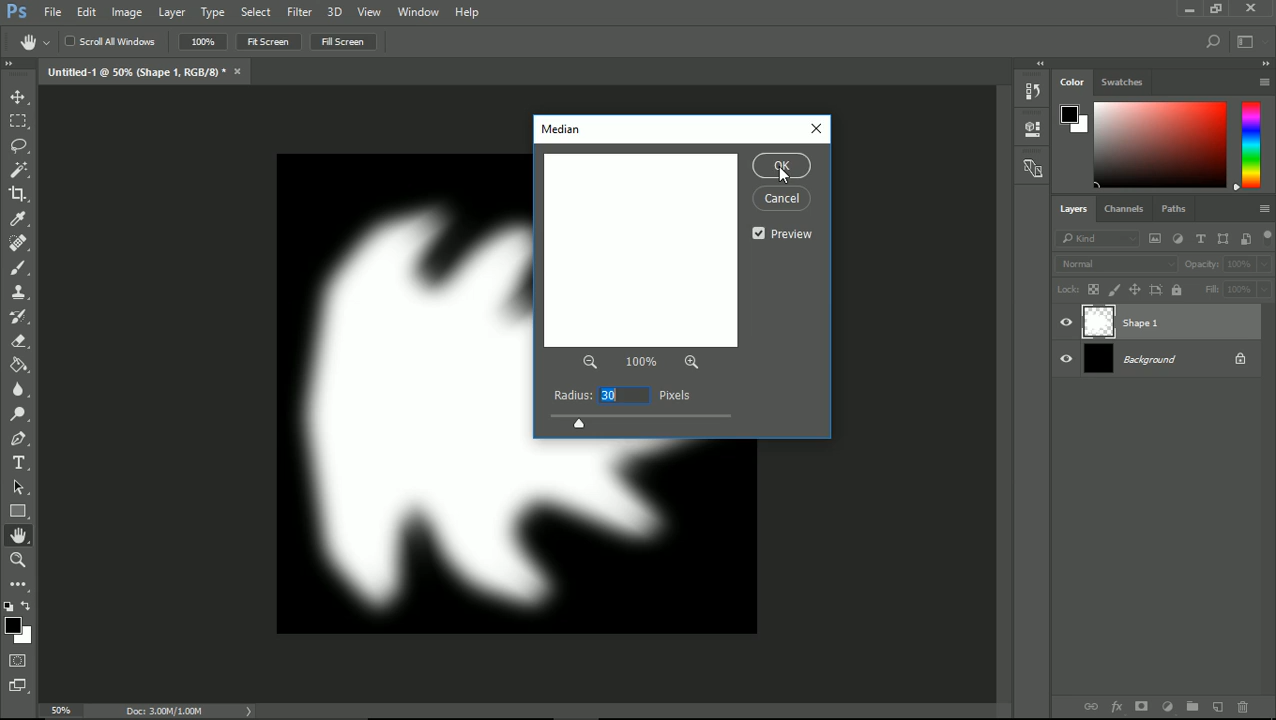 Ps File Edit Image Layer Type Select Filter 3D View Window Help
Scroll All Windows 100% Fit Screen Fill Screen
Untitled-1 @ 50% (Shape 1, RGB/8) * ×
Color Swatches
Median
OK
Cancel
Preview
100%
Radius: 30 Pixels
Layers Channels Paths
Kind
Normal Opacity: 100%
Lock: Fill: 100%
Shape 1
Background
T
fx
50% Doc: 3.00M/1.00M